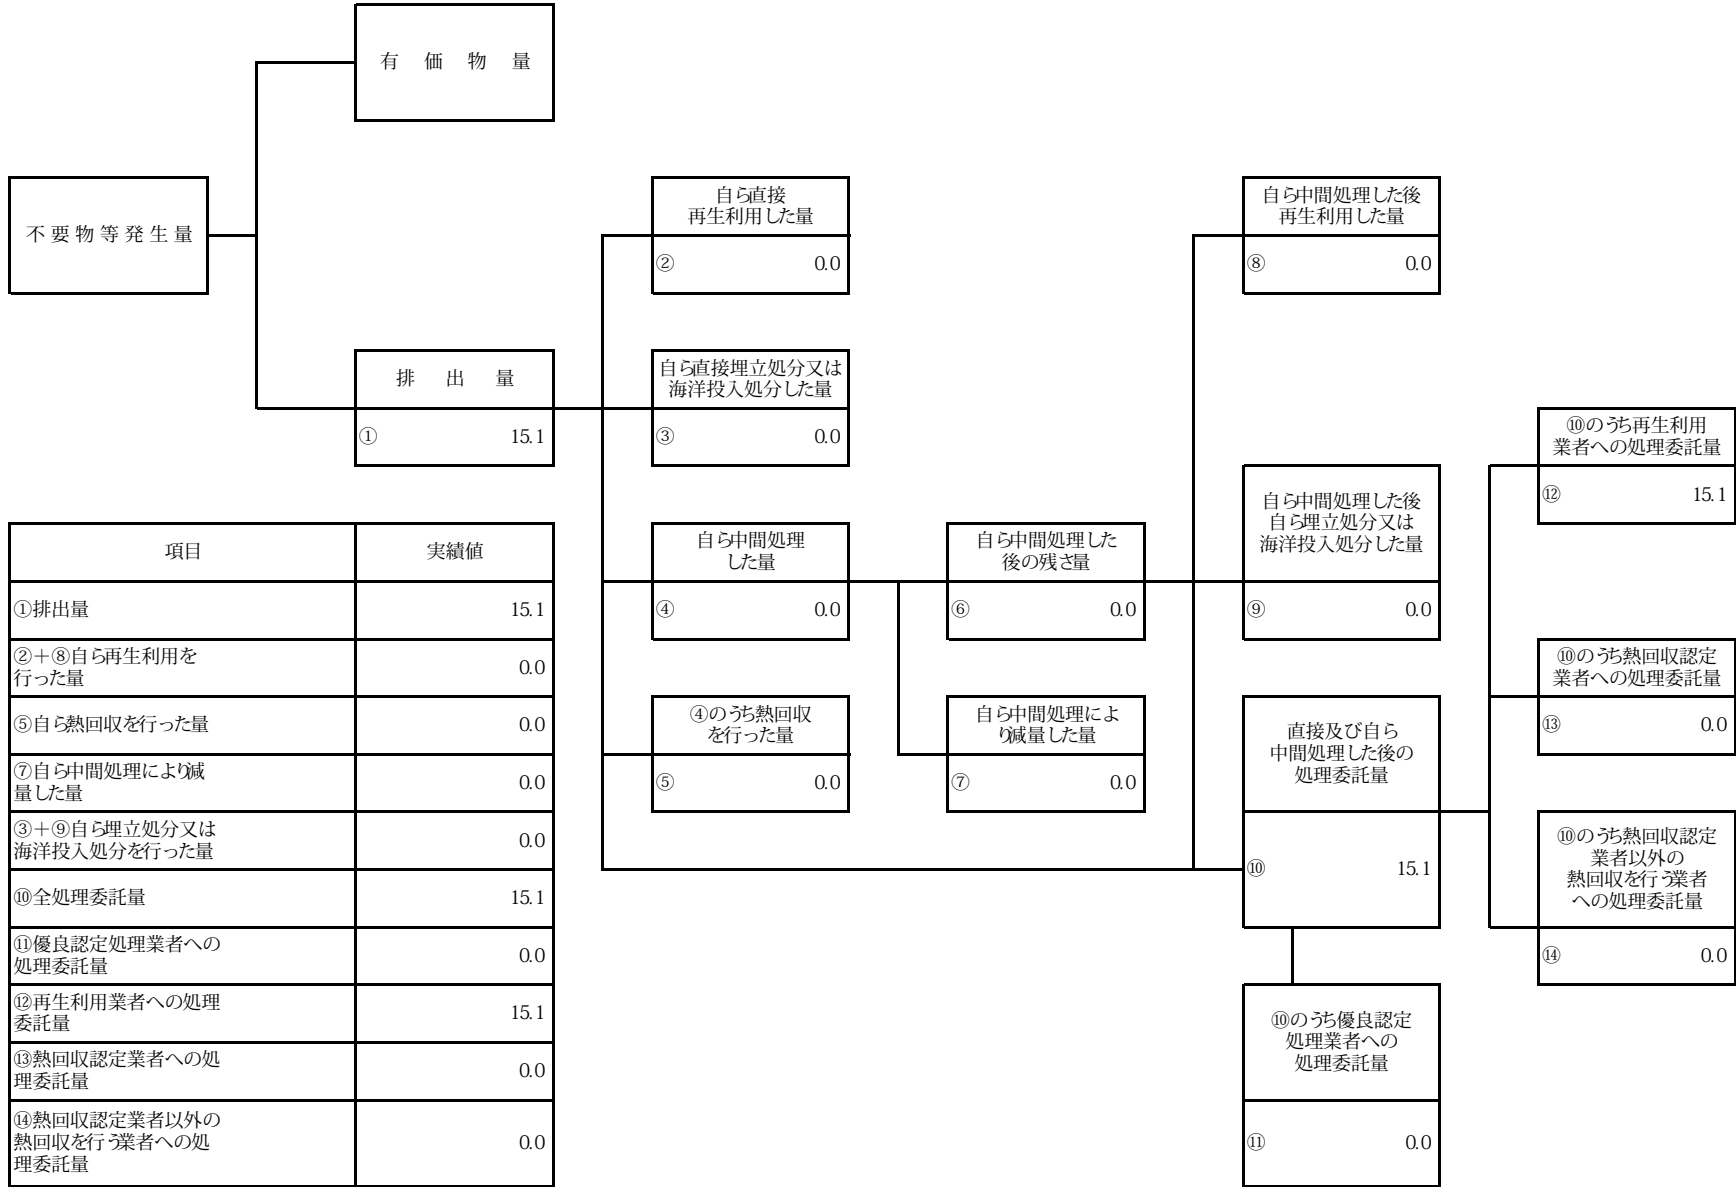 有価物量
不要物等発生量
自ら直接
再生利用した量
②　0.0
自ら中間処理した後
再生利用した量
⑧　0.0
排出量
①　15.1
自ら直接埋立処分又は
海洋投入処分した量
③　0.0
⑩のうち再生利用
業者への処理委託量
⑫　15.1
自ら中間処理した後
自ら埋立処分又は
海洋投入処分した量
⑨　0.0
自ら中間処理
した量
④　0.0
自ら中間処理した
後の残さ量
⑥　0.0
⑩のうち熱回収認定
業者への処理委託量
⑬　0.0
④のうち熱回収
を行った量
⑤　0.0
自ら中間処理によ
り減量した量
⑦　0.0
直接及び自ら
中間処理した後の
処理委託量
⑩　15.1
⑩のうち熱回収認定
業者以外の
熱回収を行う業者
への処理委託量
⑭　0.0
⑩のうち優良認定
処理業者への
処理委託量
⑪　0.0
項目　実績値
①排出量　15.1
②＋⑧自ら再生利用を
行った量　0.0
⑤自ら熱回収を行った量　0.0
⑦自ら中間処理により減
量した量　0.0
③＋⑨自ら埋立処分又は
海洋投入処分を行った量　0.0
⑩全処理委託量　15.1
⑪優良認定処理業者への
処理委託量　0.0
⑫再生利用業者への処理
委託量　15.1
⑬熱回収認定業者への処
理委託量　0.0
⑭熱回収認定業者以外の
熱回収を行う業者への処
理委託量　0.0